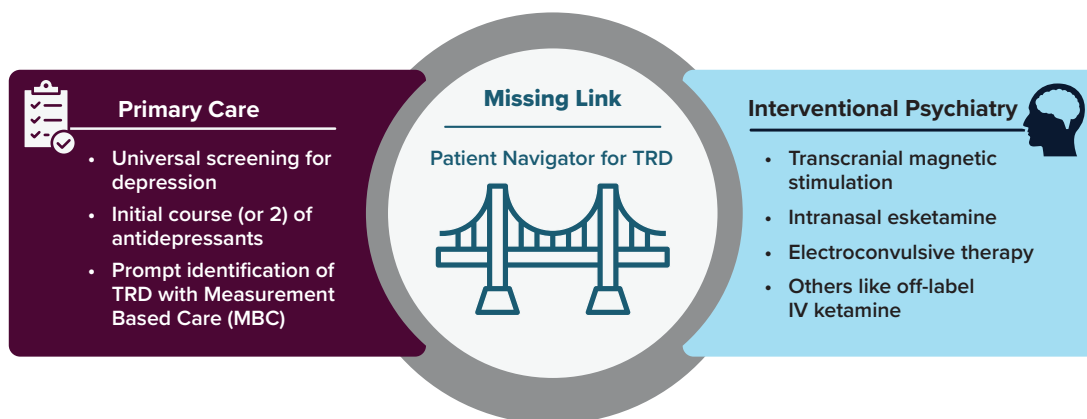 Primary Care
• Universal screening for
depression
• Initial course (or 2) of
antidepressants
• Prompt identification of
TRD with Measurement
Based Care (MBC)
Missing Link
Patient Navigator for TRD
Interventional Psychiatry
• Transcranial magnetic
stimulation
• Intranasal esketamine
• Electroconvulsive therapy
• Others like off-label
IV ketamine